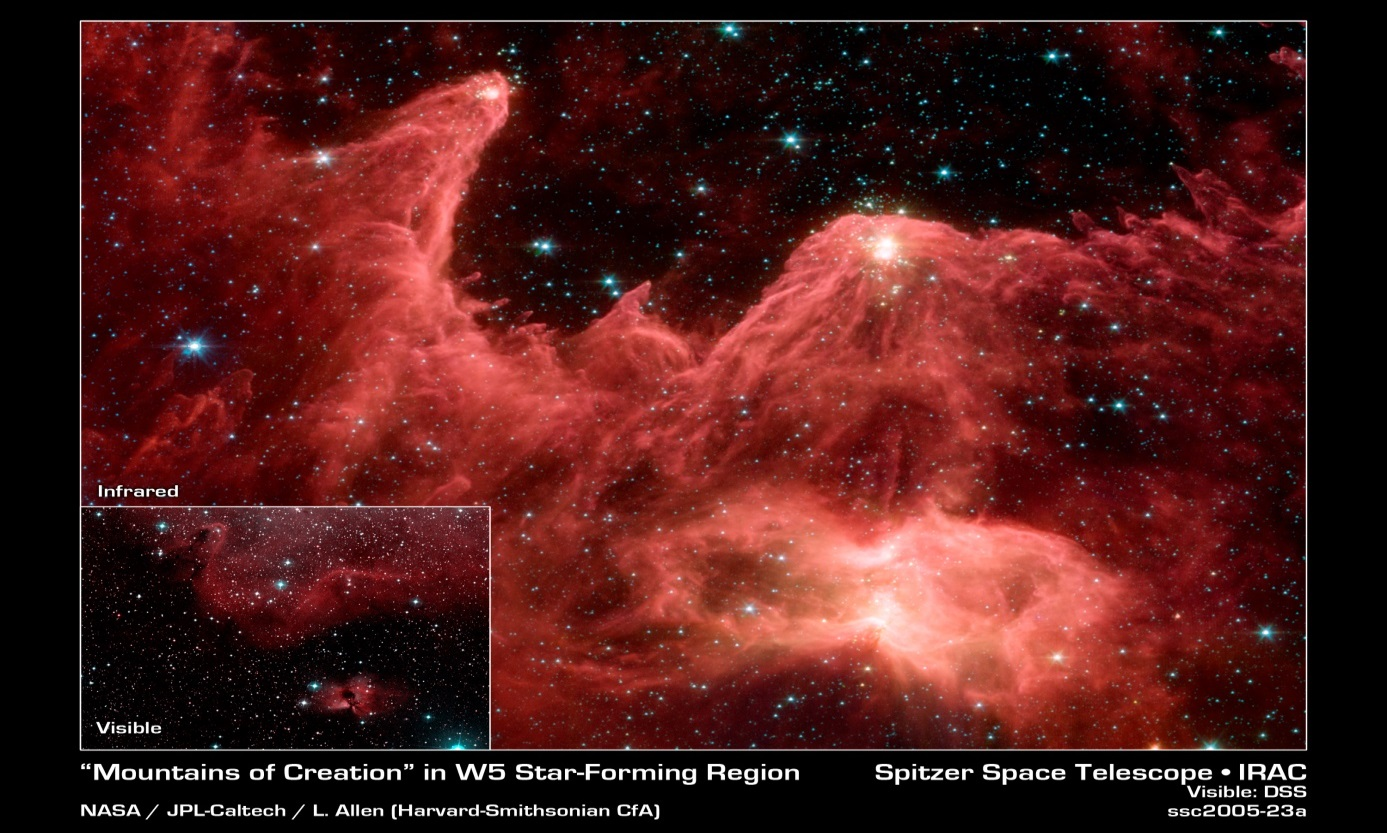 Infrared
Visible
“Mountains of Creation” in W5 Star-Forming Region
Spitzer Space Telescope • IRAC
Visible: DSS
NASA / JPL-Caltech / L. Allen (Harvard-Smithsonian CfA)
ssc2005-23a